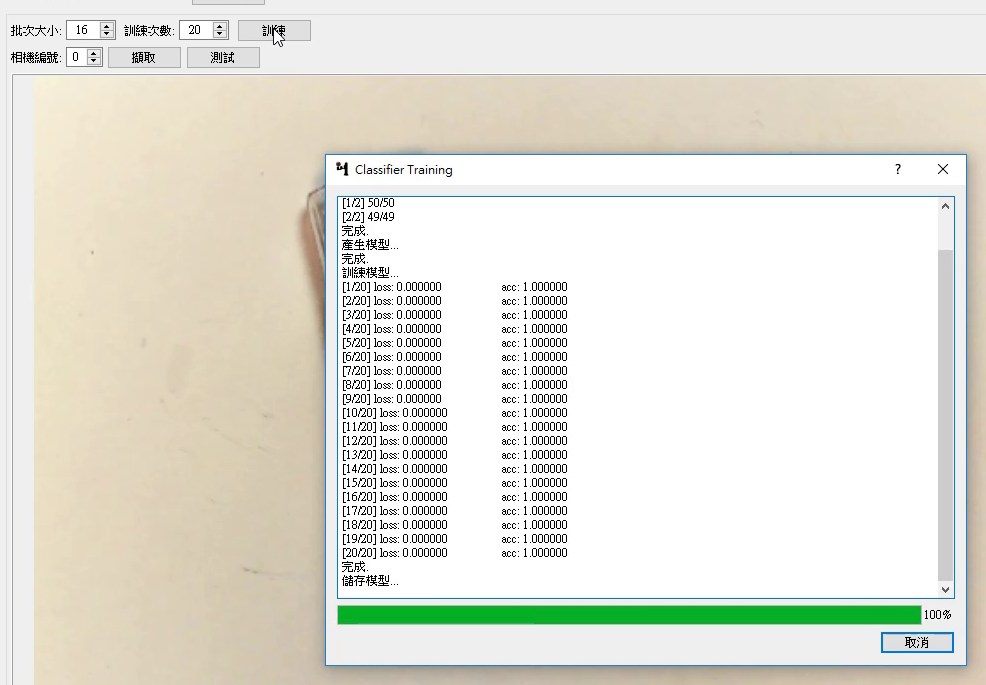 批次大小: 16 訓練次數: 20 訓練
相機編號: 0 擷取 測試
Classifier Training ?
[1/2] 50/50
[2/2] 49/49
完成.
產生模型...
完成.
訓練模型...
[1/20] loss: 0.000000 acc: 1.000000
[2/20] loss: 0.000000 acc: 1.000000
[3/20] loss: 0.000000 acc: 1.000000
[4/20] loss: 0.000000 acc: 1.000000
[5/20] loss: 0.000000 acc: 1.000000
[6/20] loss: 0.000000 acc: 1.000000
[7/20] loss: 0.000000 acc: 1.000000
[8/20] loss: 0.000000 acc: 1.000000
[9/20] loss: 0.000000 acc: 1.000000
[10/20] loss: 0.000000 acc: 1.000000
[11/20] loss: 0.000000 acc: 1.000000
[12/20] loss: 0.000000 acc: 1.000000
[13/20] loss: 0.000000 acc: 1.000000
[14/20] loss: 0.000000 acc: 1.000000
[15/20] loss: 0.000000 acc: 1.000000
[16/20] loss: 0.000000 acc: 1.000000
[17/20] loss: 0.000000 acc: 1.000000
[18/20] loss: 0.000000 acc: 1.000000
[19/20] loss: 0.000000 acc: 1.000000
[20/20] loss: 0.000000 acc: 1.000000
完成.
儲存模型...
100%
取消